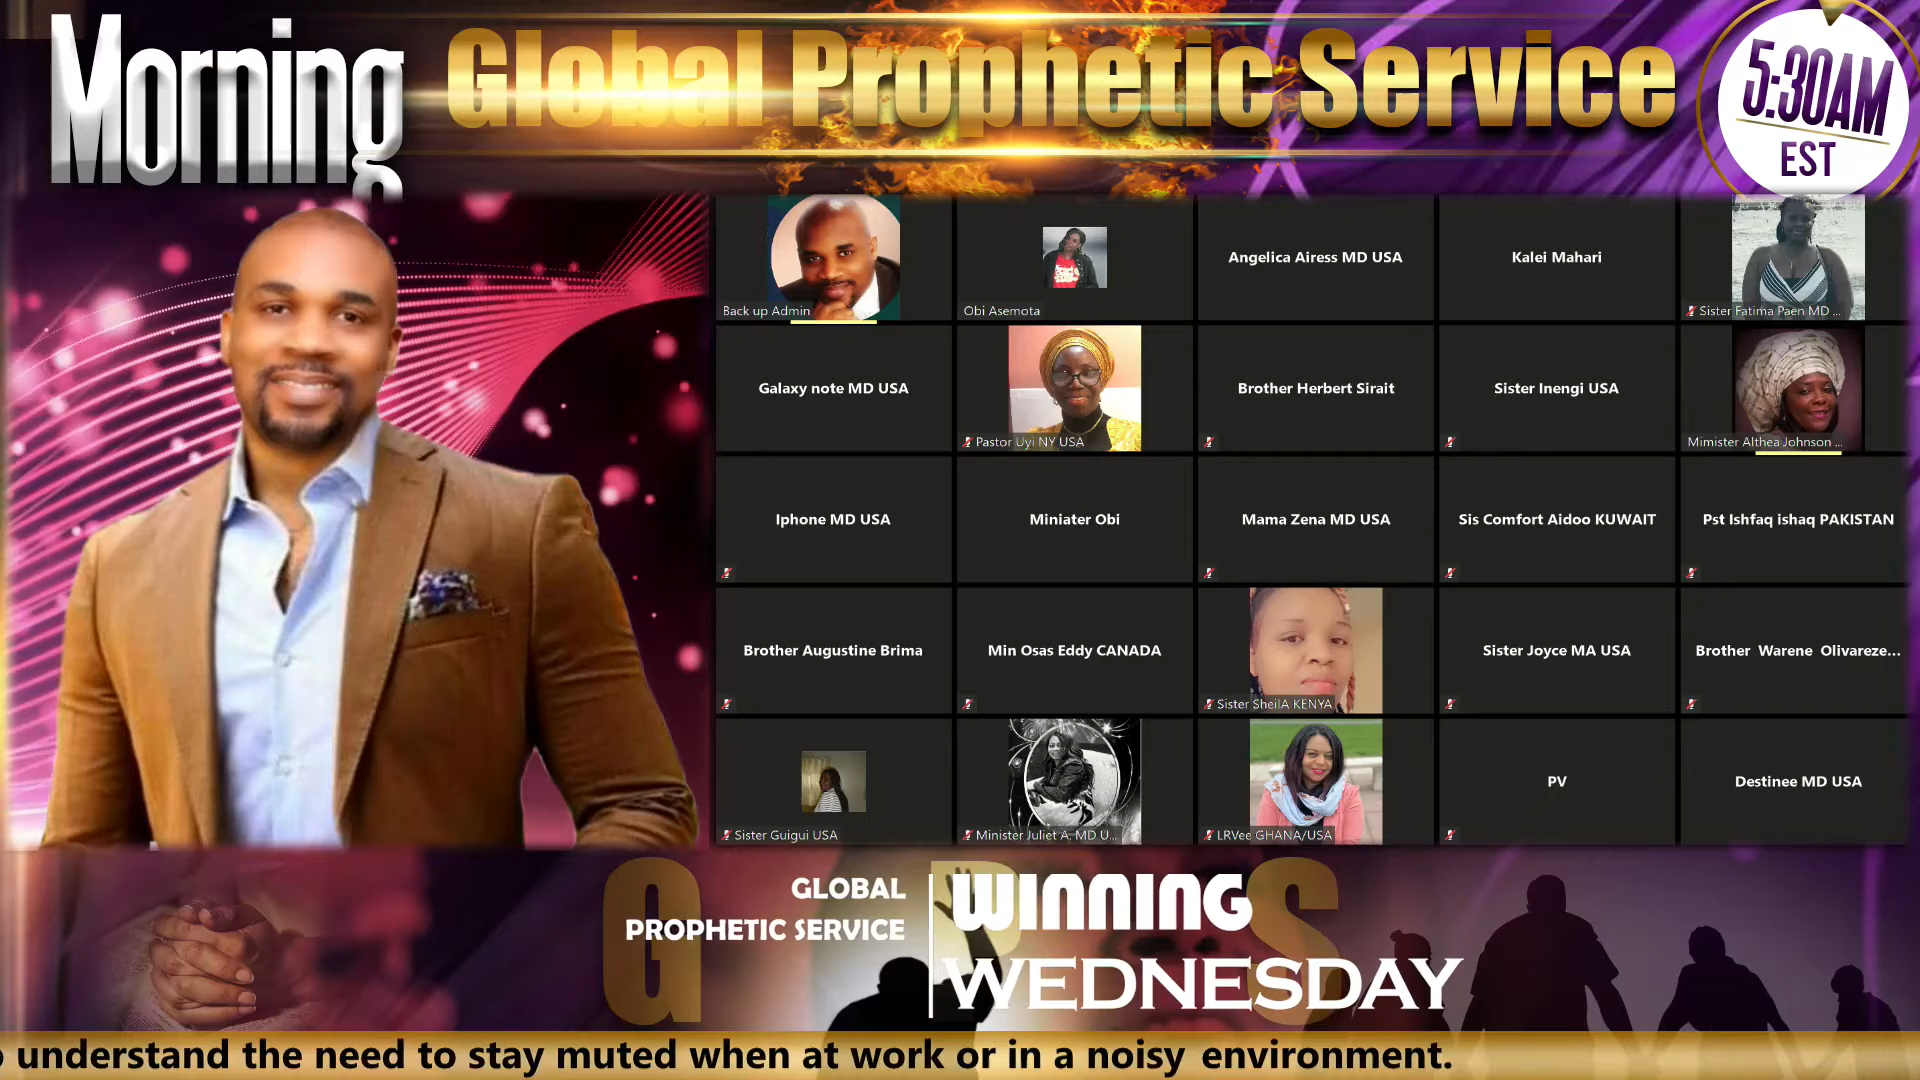 Morning
Global Prophetic Service
5:30AM
EST
Back up Admin
Obi Asemota
Angelica Airess MD USA
Kalei Mahari
Sister Fatima Paen MD ...
Galaxy note MD USA
Pastor Uyi NY USA
Brother Herbert Sirait
Sister Inengi USA
Mimister Althea Johnson ...
Iphone MD USA
Miniater Obi
Mama Zena MD USA
Sis Comfort Aidoo KUWAIT
Pst Ishfaq ishaq PAKISTAN
Brother Augustine Brima
Min Osas Eddy CANADA
Sister SheilA KENYA
Sister Joyce MA USA
Brother Warene Olivareze...
Sister Guigui USA
Minister Juliet A. MD U...
LRVee GHANA/USA
PV
Destinee MD USA
GPS
GLOBAL
PROPHETIC SERVICE
WINNING
WEDNESDAY
understand the need to stay muted when at work or in a noisy environment.